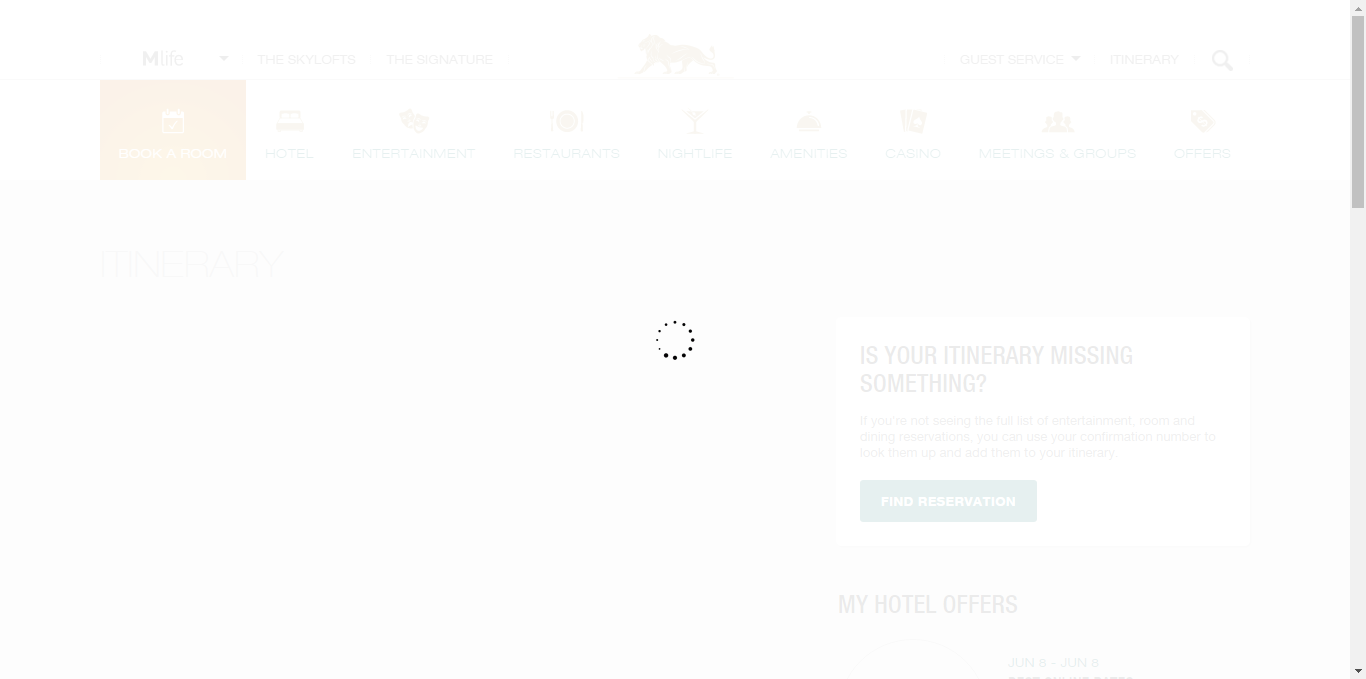 Mlife
THE SKYLOFTS
THE SIGNATURE
GUEST SERVICE
ITINERARY
BOOK A ROOM
HOTEL
ENTERTAINMENT
RESTAURANTS
NIGHTLIFE
AMENITIES
CASINO
MEETINGS & GROUPS
OFFERS
ITINERARY
IS YOUR ITINERARY MISSING
SOMETHING?
If you're not seeing the full list of entertainment, room and
dining reservations, you can use your confirmation number to
look them up and add them to your itinerary.
FIND RESERVATION
MY HOTEL OFFERS
JUN 8 - JUN 8